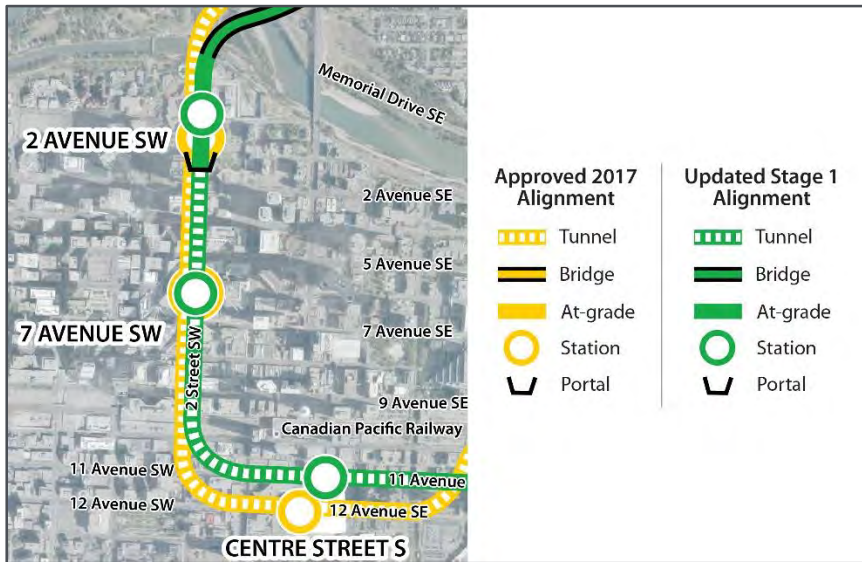 Memorial Drive SE
2 AVENUE SW
2 Avenue SE
5 Avenue SE
7 AVENUE SW
2 Street SW
7 Avenue SE
9 Avenue SE
Canadian Pacific Railway
11 Avenue SW
11 Avenue
12 Avenue SW
12 Avenue SE
CENTRE STREET S
Approved 2017
Alignment
Tunnel
Bridge
At-grade
Station
Portal
Updated Stage 1
Alignment
Tunnel
Bridge
At-grade
Station
Portal